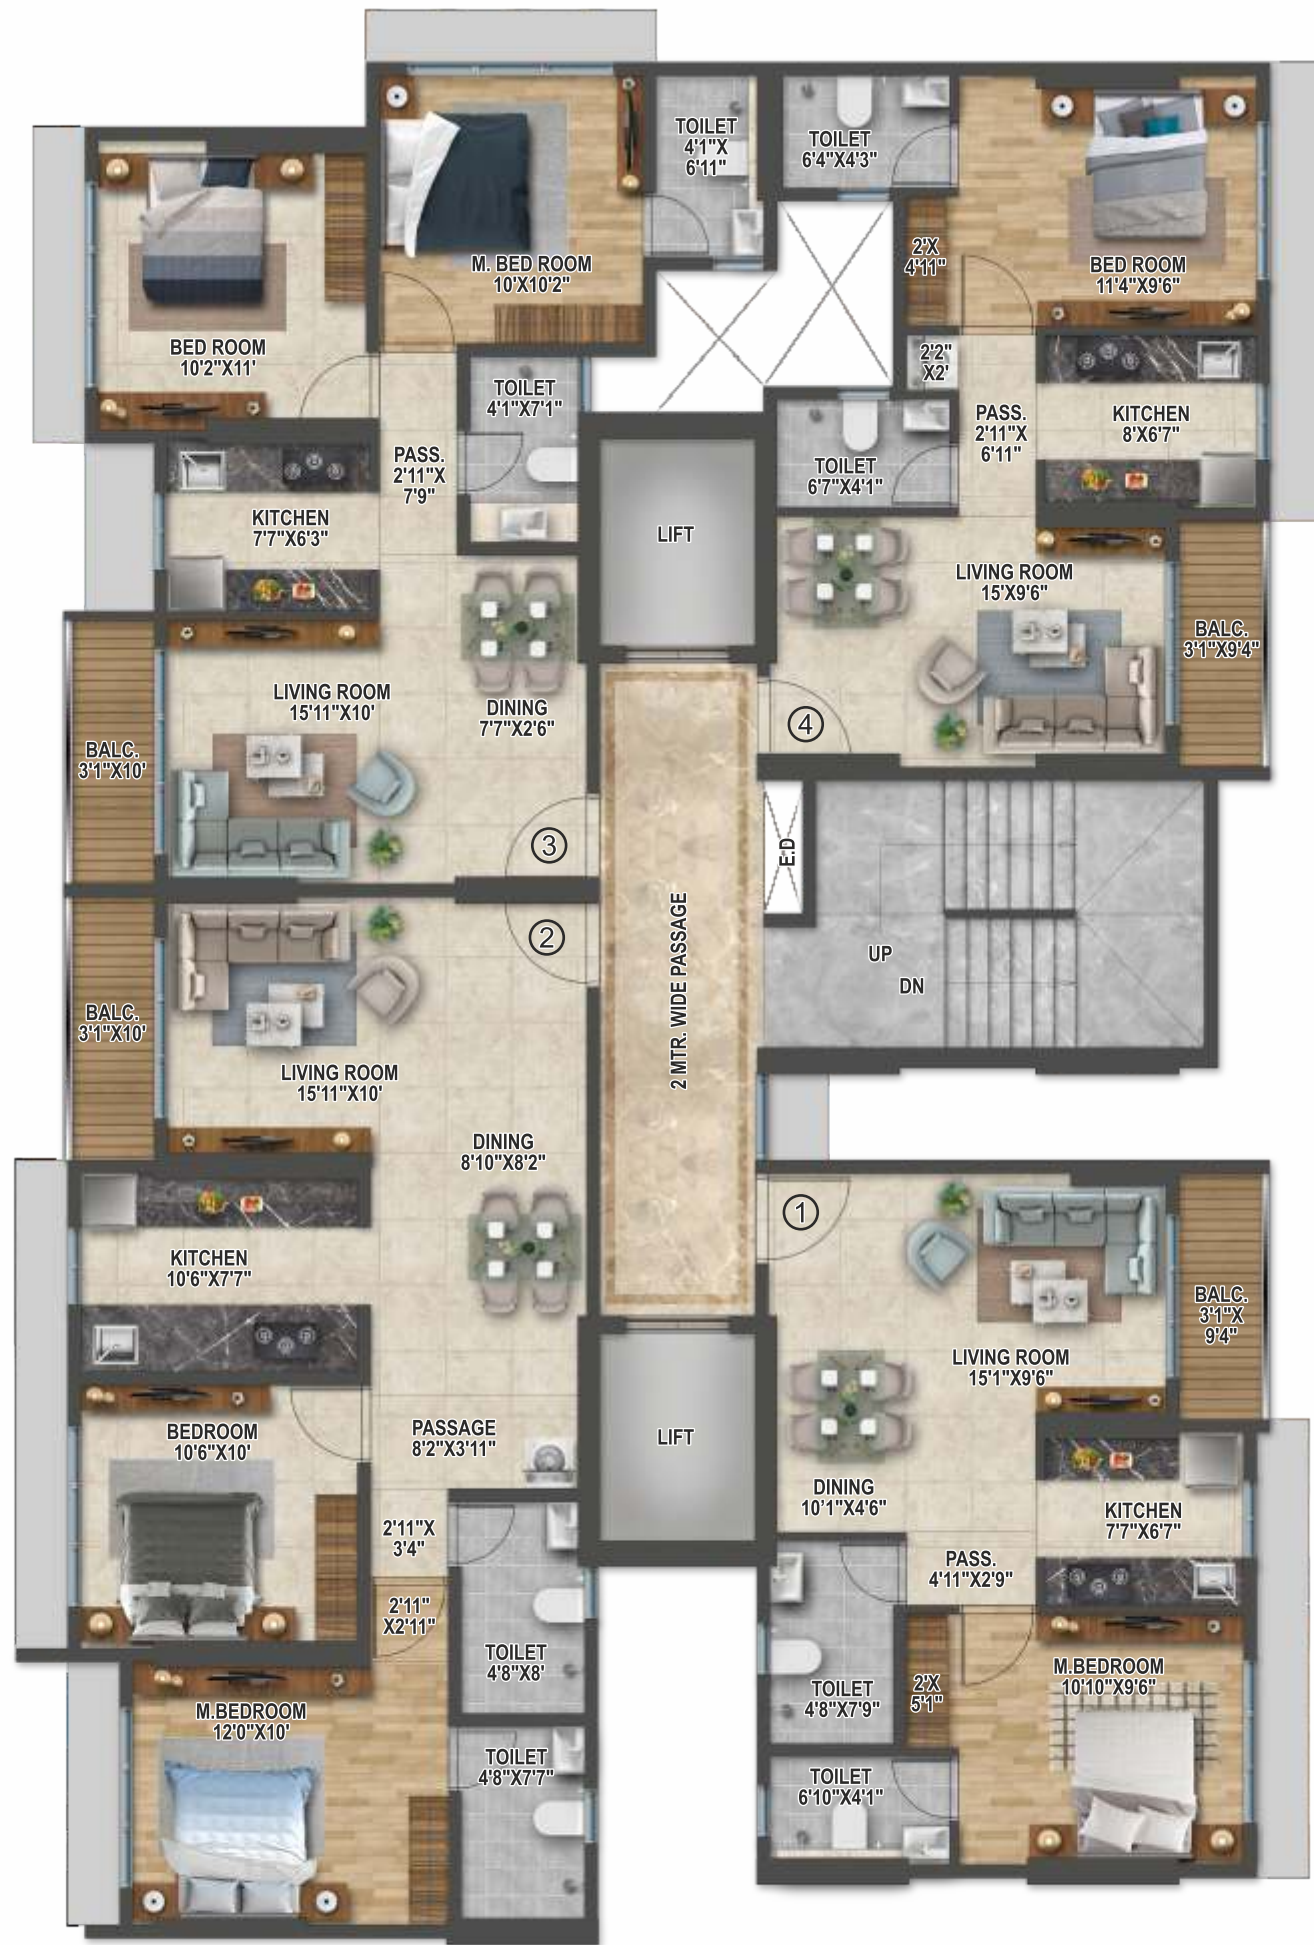 TOILET
4'1"X
6'11"
TOILET
6'4"X4'3"
M. BED ROOM
10'X10'2"
2'X
4'11"
BED ROOM
11'4"X9'6"
BED ROOM
10'2"X11'
TOILET
4'1"X7'1"
2'2"
X2'
PASS.
2'11"X
6'11"
KITCHEN
8'X6'7"
PASS.
2'11"X
7'9"
TOILET
6'7"X4'1"
KITCHEN
7'7"X6'3"
LIFT
LIVING ROOM
15'X9'6"
BALC.
3'1"X9'4"
LIVING ROOM
15'11"X10'
DINING
7'7"X2'6"
4
BALC.
3'1"X10'
3
E.D
2 MTR. WIDE PASSAGE
UP
DN
2
BALC.
3'1"X10'
LIVING ROOM
15'11"X10'
DINING
8'10"X8'2"
1
KITCHEN
10'6"X7'7"
BALC.
3'1"X
9'4"
LIVING ROOM
15'1"X9'6"
BEDROOM
10'6"X10'
PASSAGE
8'2"X3'11"
LIFT
DINING
10'1"X4'6"
KITCHEN
7'7"X6'7"
2'11"X
3'4"
PASS.
4'11"X2'9"
2'11"
X2'11"
TOILET
4'8"X8'
TOILET
4'8"X7'9"
2'X
5'1"
M.BEDROOM
10'10"X9'6"
M.BEDROOM
12'0"X10'
TOILET
4'8"X7'7"
TOILET
6'10"X4'1"